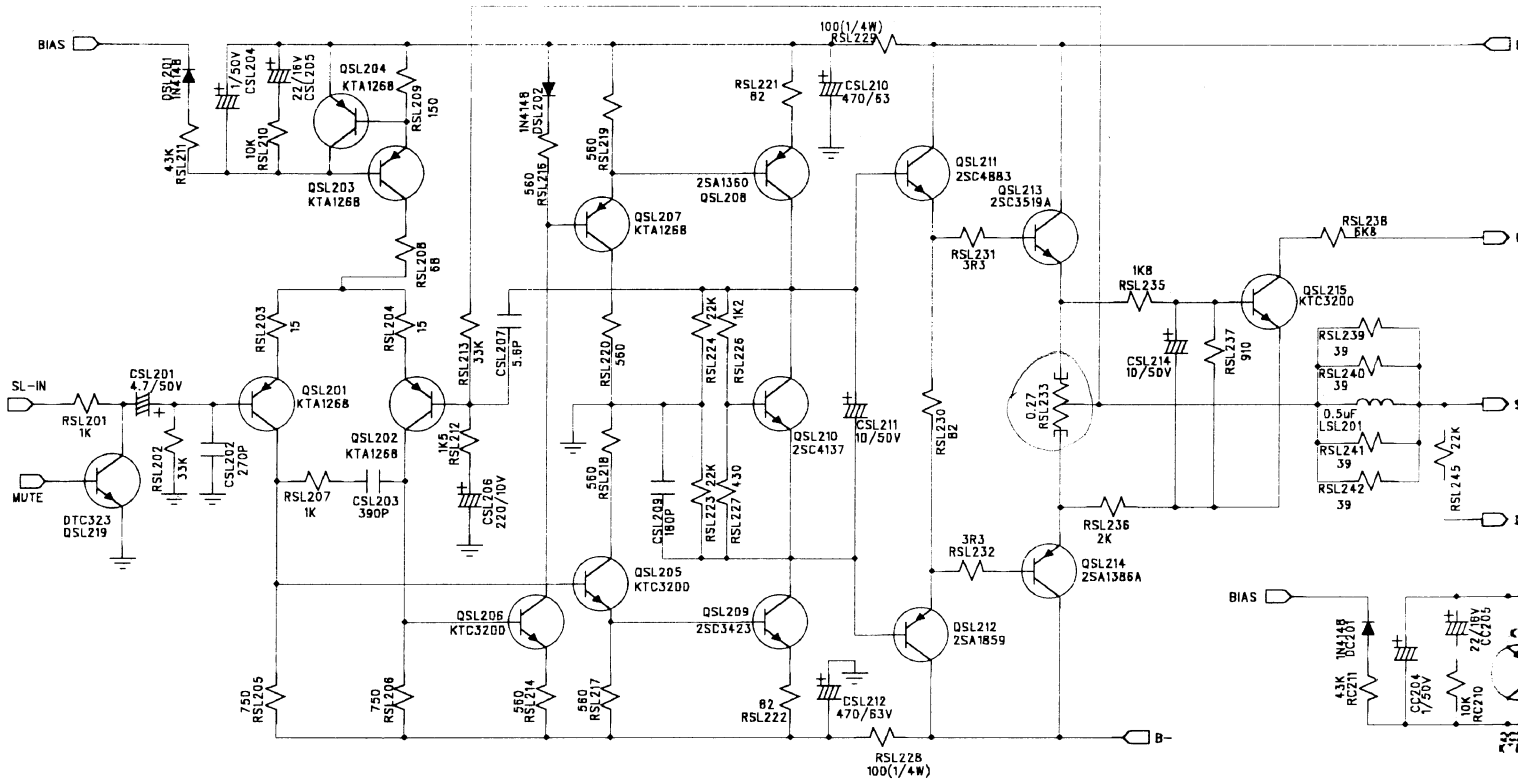 BIAS
DSL201
1N4148
1/50V
CSL204
22/16V
CSL205
QSL204
KTA1268
RSL209
150
43K
RSL211
10K
RSL210
QSL203
KTA1268
RSL208
68
1N4148
DSL202
560
RSL216
560
RSL219
QSL207
KTA1268
RSL221
82
2SA1360
QSL208
100(1/4W)
RSL229
CSL210
470/63
QSL211
2SC4883
QSL213
2SC3519A
RSL231
3R3
RSL238
6K8
1K8
RSL235
QSL215
KTC3200
CSL214
10/50V
RSL237
910
RSL239
39
RSL240
39
0.5uF
LSL201
RSL241
39
RSL242
39
22K
RSL245
RSL203
15
RSL204
15
RSL213
33K
CSL207
5.6P
RSL220
560
RSL224
22K
RSL226
1K2
SL-IN
RSL201
1K
CSL201
4.7/50V
RSL202
33K
CSL202
270P
QSL201
KTA1268
QSL202
KTA1268
1K5
RSL212
MUTE
DTC323
QSL219
RSL207
1K
CSL203
390P
CSL206
220/10V
560
RSL218
CSL209
180P
RSL223
22K
RSL227
430
QSL210
2SC4137
CSL211
10/50V
RSL230
82
0.27
RSL233
RSL236
2K
3R3
RSL232
QSL214
2SA1386A
QSL205
KTC3200
QSL206
KTC3200
QSL209
2SC3423
QSL212
2SA1859
750
RSL205
750
RSL206
560
RSL214
560
RSL217
82
RSL222
CSL212
470/63V
RSL228
100(1/4W)
B-
BIAS
1N4148
DC201
43K
RC211
CC204
1/50V
22/16V
CC205
10K
RC210